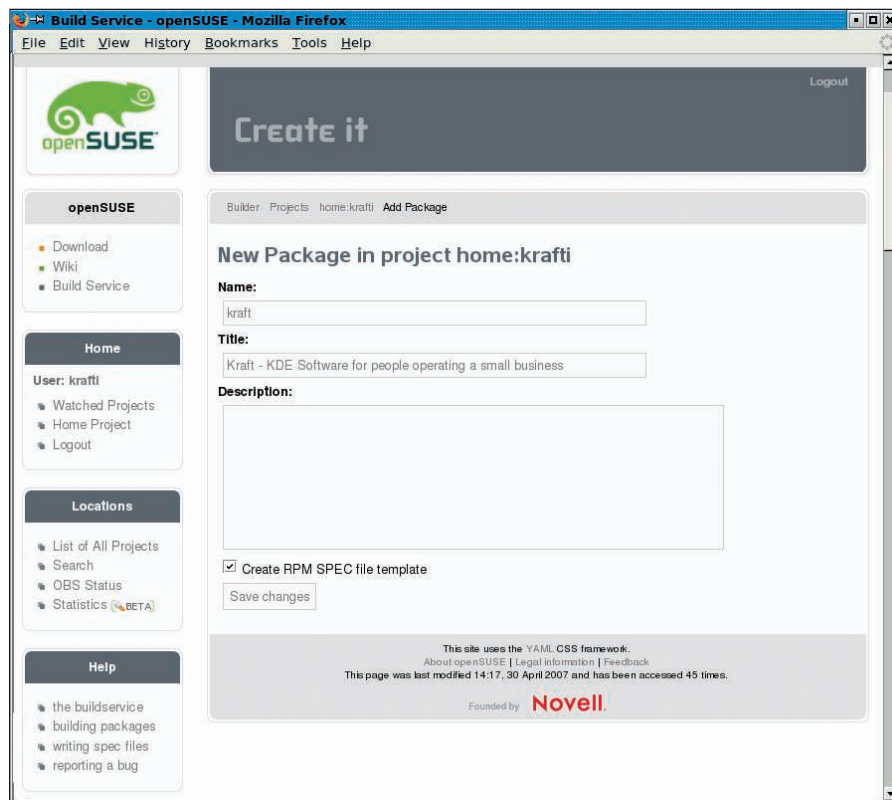 Build Service - openSUSE - Mozilla Firefox
File Edit View History Bookmarks Tools Help
openSUSE™
Logout
Create it
openSUSE
Download
Wiki
Build Service
Home
User: krafti
Watched Projects
Home Project
Logout
Locations
List of All Projects
Search
OBS Status
Statistics BETA
Help
the buildservice
building packages
writing spec files
reporting a bug
Builder Projects home:krafti Add Package
New Package in project home:krafti
Name:
kraft
Title:
Kraft - KDE Software for people operating a small business
Description:
Create RPM SPEC file template
Save changes
This site uses the YAML CSS framework.
About openSUSE | Legal information | Feedback
This page was last modified 14:17, 30 April 2007 and has been accessed 45 times.
Founded by Novell.